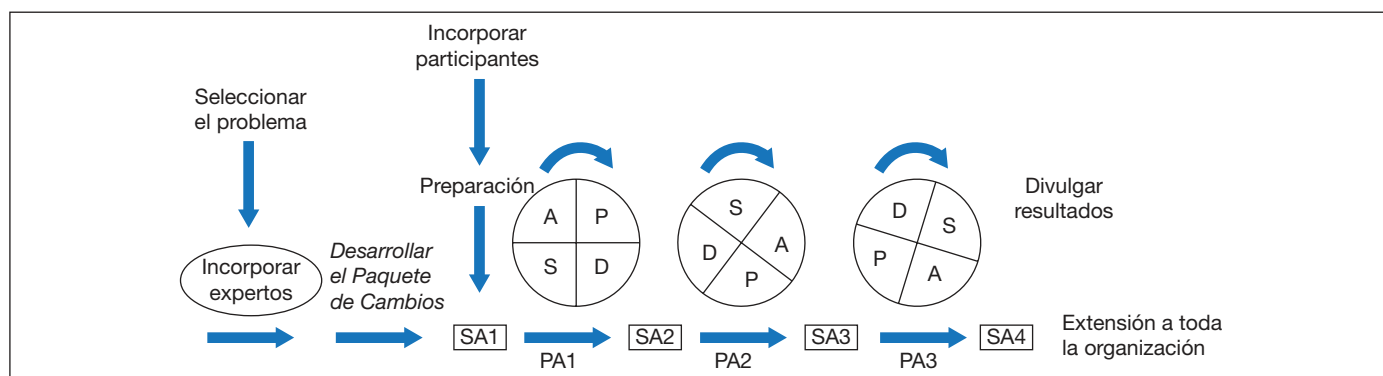 Incorporar
participantes
Seleccionar
el problema
Preparación
A
P
S
D
S
A
D
P
D
S
P
A
Divulgar
resultados
Incorporar
expertos
Desarrollar
el Paquete
de Cambios
SA1
PA1
SA2
PA2
SA3
PA3
SA4
Extensión a toda
la organización